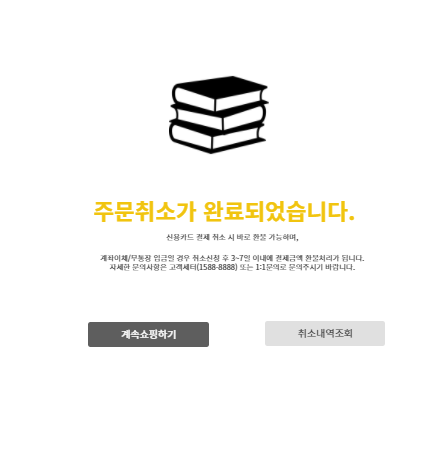 주문취소가 완료되었습니다.
신용카드 결제 취소 시 바로 환불 가능하며,
계좌이체/무통장 입금일 경우 취소신청 후 3~7일 이내에 결제금액 환불처리가 됩니다.
자세한 문의사항은 고객센터(1588-8888) 또는 1:1문의로 문의주시기 바랍니다.
계속쇼핑하기
취소내역조회